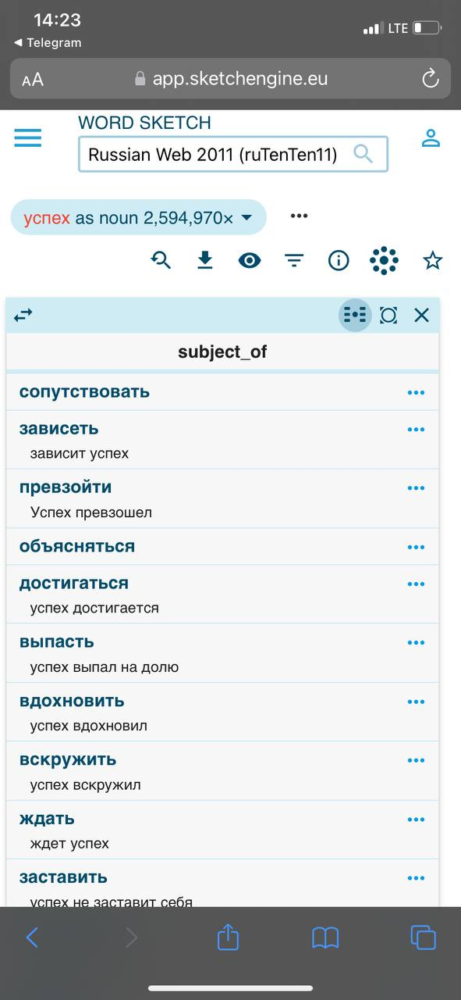 14:23
LTE
◀ Telegram
AA
app.sketchengine.eu
WORD SKETCH
Russian Web 2011 (ruTenTen11)
успех as noun 2,594,970×
subject_of
сопутствовать
зависеть
зависит успех
превзойти
Успех превзошел
объясняться
достигаться
успех достигается
выпасть
успех выпал на долю
вдохновить
успех вдохновил
вскружить
успех вскружил
ждать
ждет успех
заставить
успех не заставит себя